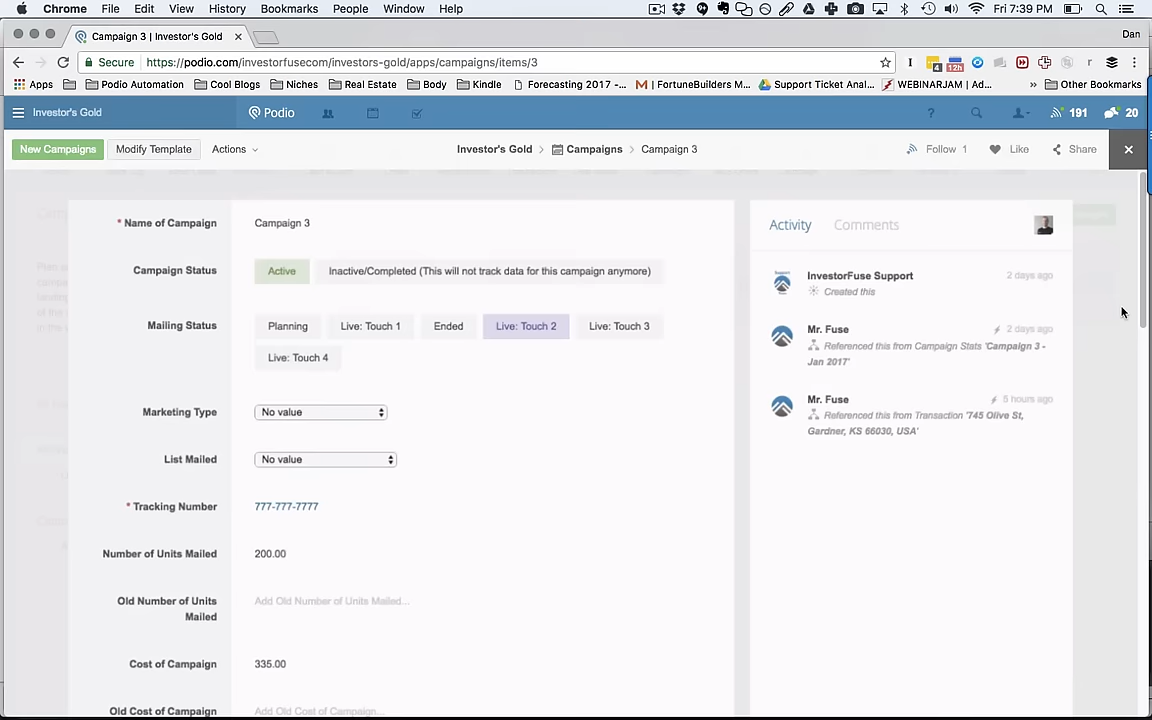 Chrome File Edit View History Bookmarks People Window Help Fri 7:39 PM
Campaign 3 | Investor's Gold Dan
Secure https://podio.com/investorfusecom/investors-gold/apps/campaigns/items/3
Apps Podio Automation Cool Blogs Niches Real Estate Body Kindle Forecasting 2017 -... | FortuneBuilders M... Support Ticket Anal... WEBINARJAM | Ad... » Other Bookmarks
Investor's Gold Podio ? 191 20
New Campaigns Modify Template Actions Investor's Gold > Campaigns > Campaign 3 Follow 1 Like Share
* Name of Campaign Campaign 3
Activity Comments
Campaign Status Active Inactive/Completed (This will not track data for this campaign anymore)
InvestorFuse Support 2 days ago
Created this
Mailing Status Planning Live: Touch 1 Ended Live: Touch 2 Live: Touch 3
Live: Touch 4
Mr. Fuse 2 days ago
Referenced this from Campaign Stats 'Campaign 3 -
Jan 2017'
Mr. Fuse 5 hours ago
Referenced this from Transaction '745 Olive St,
Gardner, KS 66030, USA'
Marketing Type No value
List Mailed No value
* Tracking Number 777-777-7777
Number of Units Mailed 200.00
Old Number of Units
Mailed
Add Old Number of Units Mailed...
Cost of Campaign 335.00
Old Cost of Campaign Add Old Cost of Campaign...